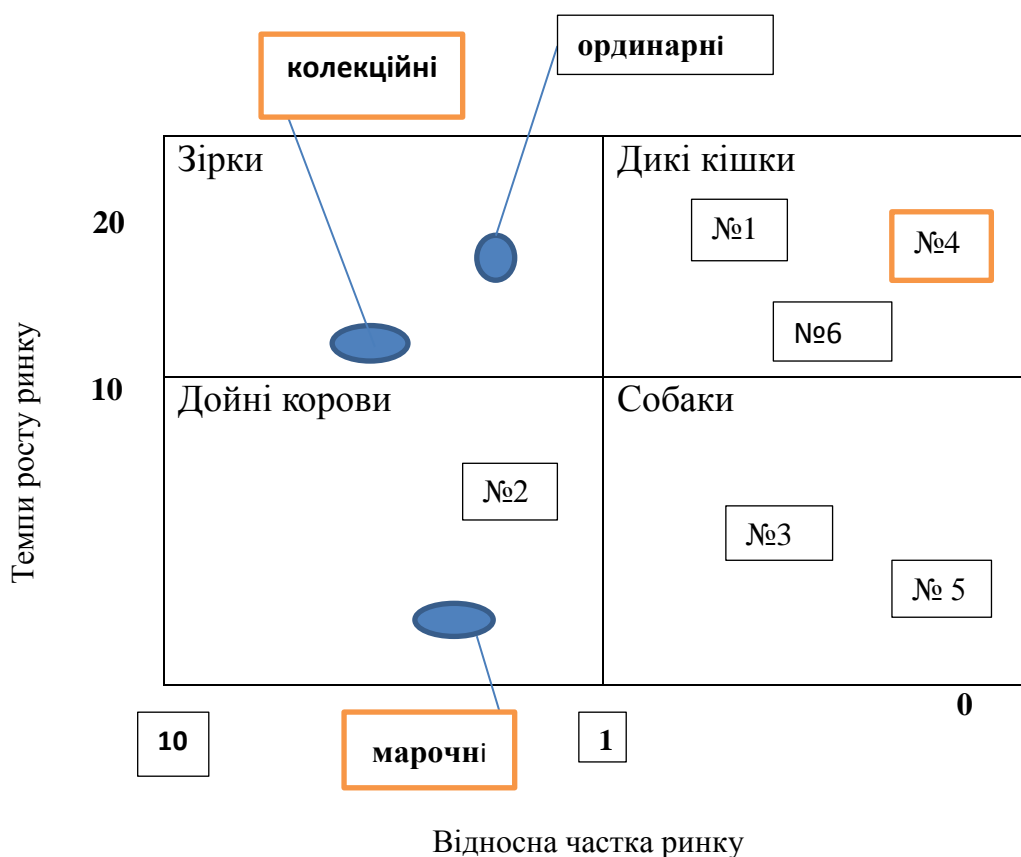 ординарні
колекційні
Зірки
Дикі кішки
20
№1
№4
№6
Темпи росту ринку
10
Дойні корови
Собаки
№2
№3
№ 5
0
10
марочні
1
Відносна частка ринку